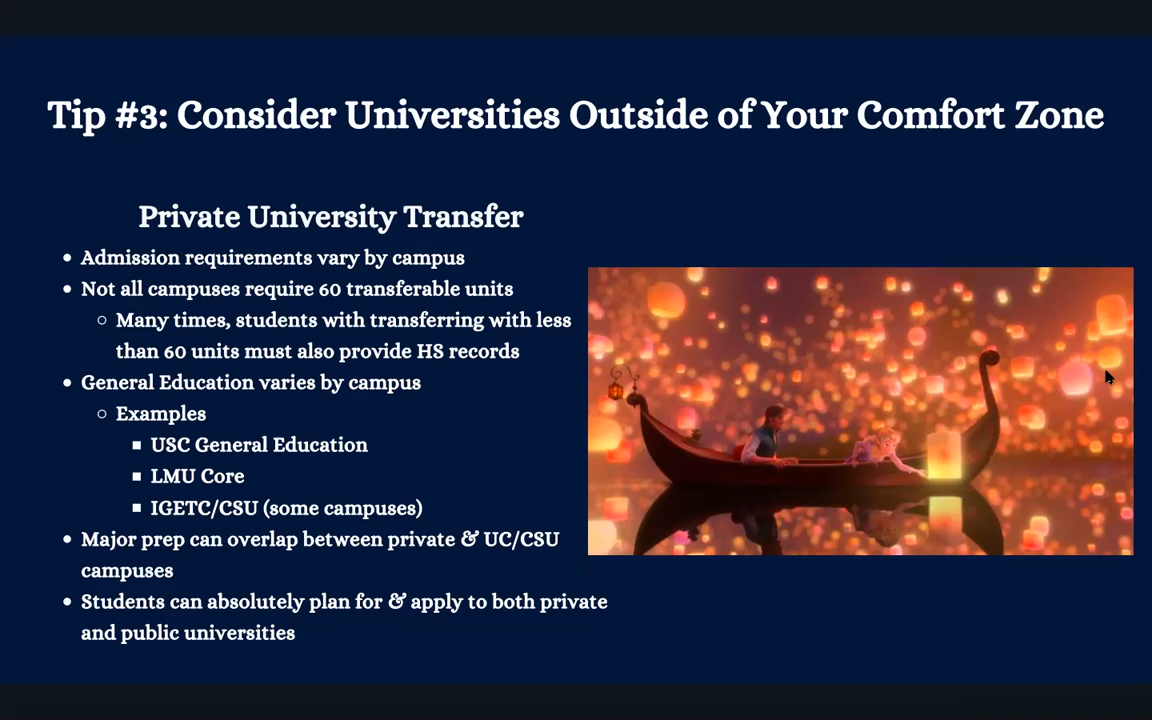 Tip #3: Consider Universities Outside of Your Comfort Zone
Private University Transfer
• Admission requirements vary by campus
• Not all campuses require 60 transferable units
○ Many times, students with transferring with less
than 60 units must also provide HS records
• General Education varies by campus
○ Examples
■ USC General Education
■ LMU Core
■ IGETC/CSU (some campuses)
• Major prep can overlap between private & UC/CSU
campuses
• Students can absolutely plan for & apply to both private
and public universities